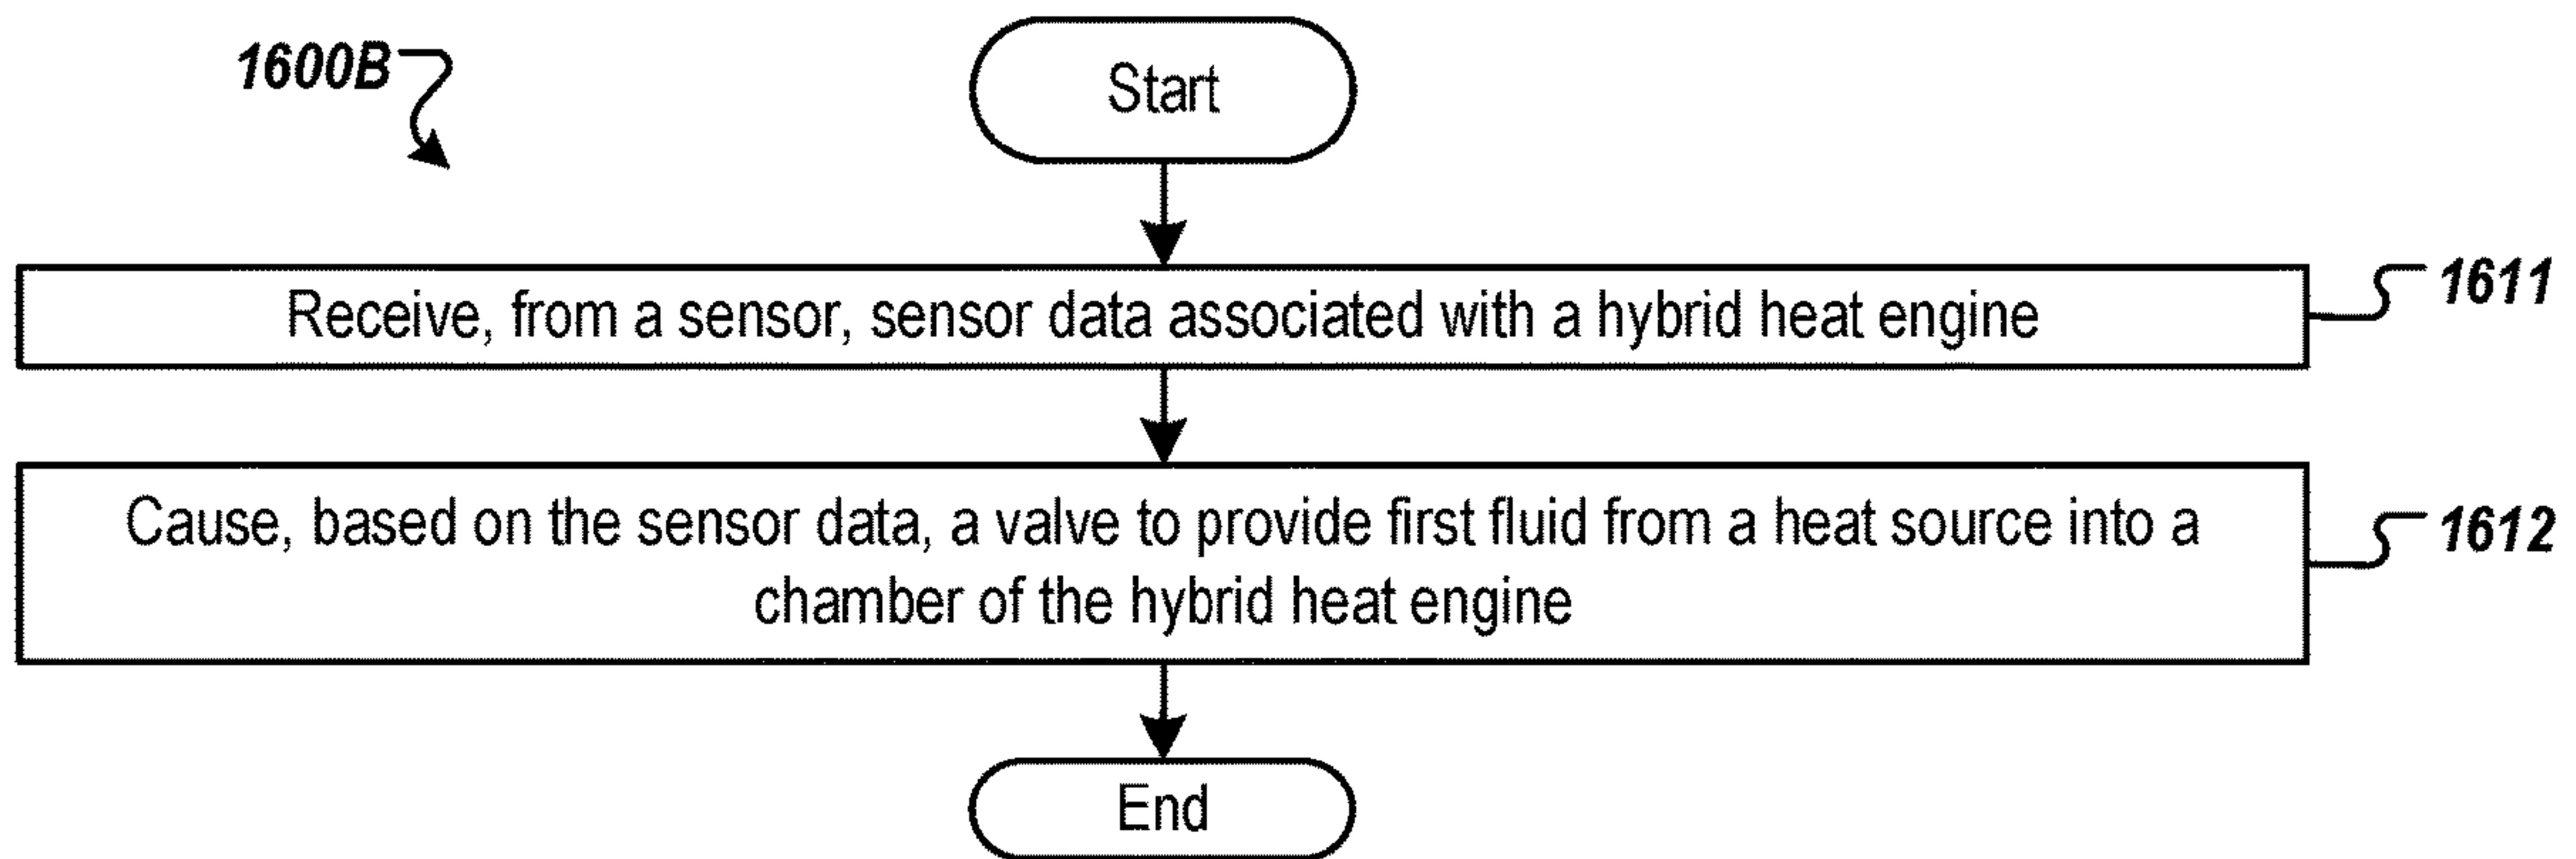 1600B
Start
Receive, from a sensor, sensor data associated with a hybrid heat engine
1611
Cause, based on the sensor data, a valve to provide first fluid from a heat source into a
chamber of the hybrid heat engine
1612
End